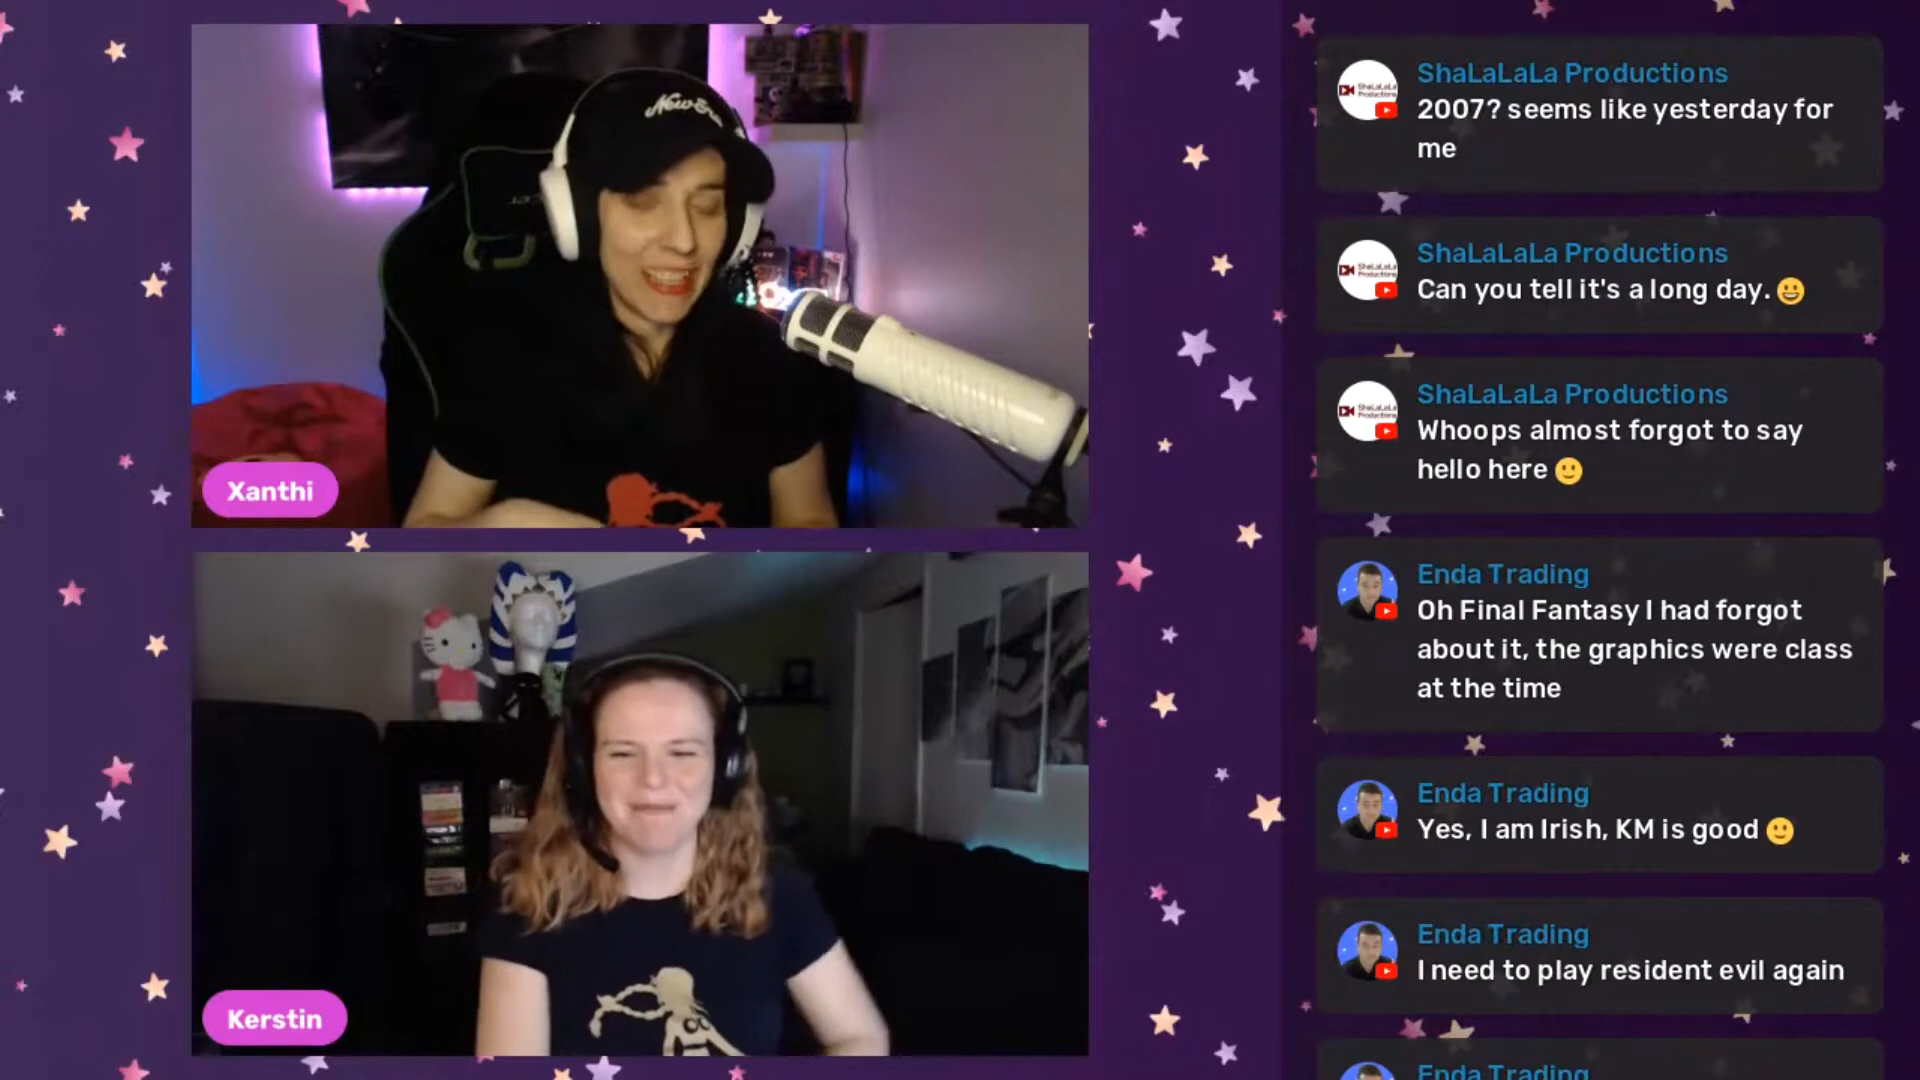 New Era
Xanthi
Kerstin
ShaLaLaLa Productions
2007? seems like yesterday for
me
ShaLaLaLa Productions
Can you tell it's a long day. 😀
ShaLaLaLa Productions
Whoops almost forgot to say
hello here 🙂
Enda Trading
Oh Final Fantasy I had forgot
about it, the graphics were class
at the time
Enda Trading
Yes, I am Irish, KM is good 🙂
Enda Trading
I need to play resident evil again
Enda Trading